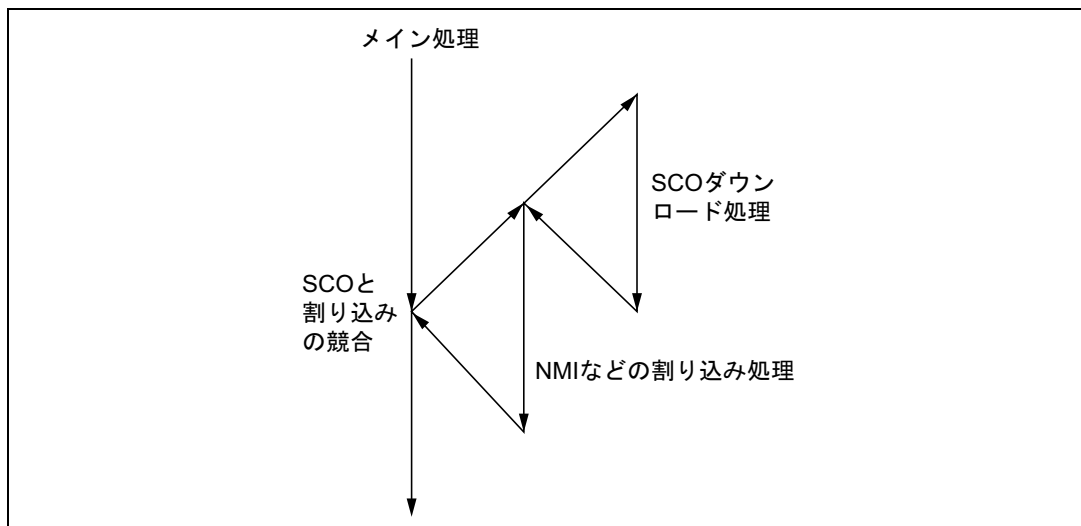 メイン処理
SCOダウン
ロード処理
SCOと
割り込み
の競合
NMIなどの割り込み処理